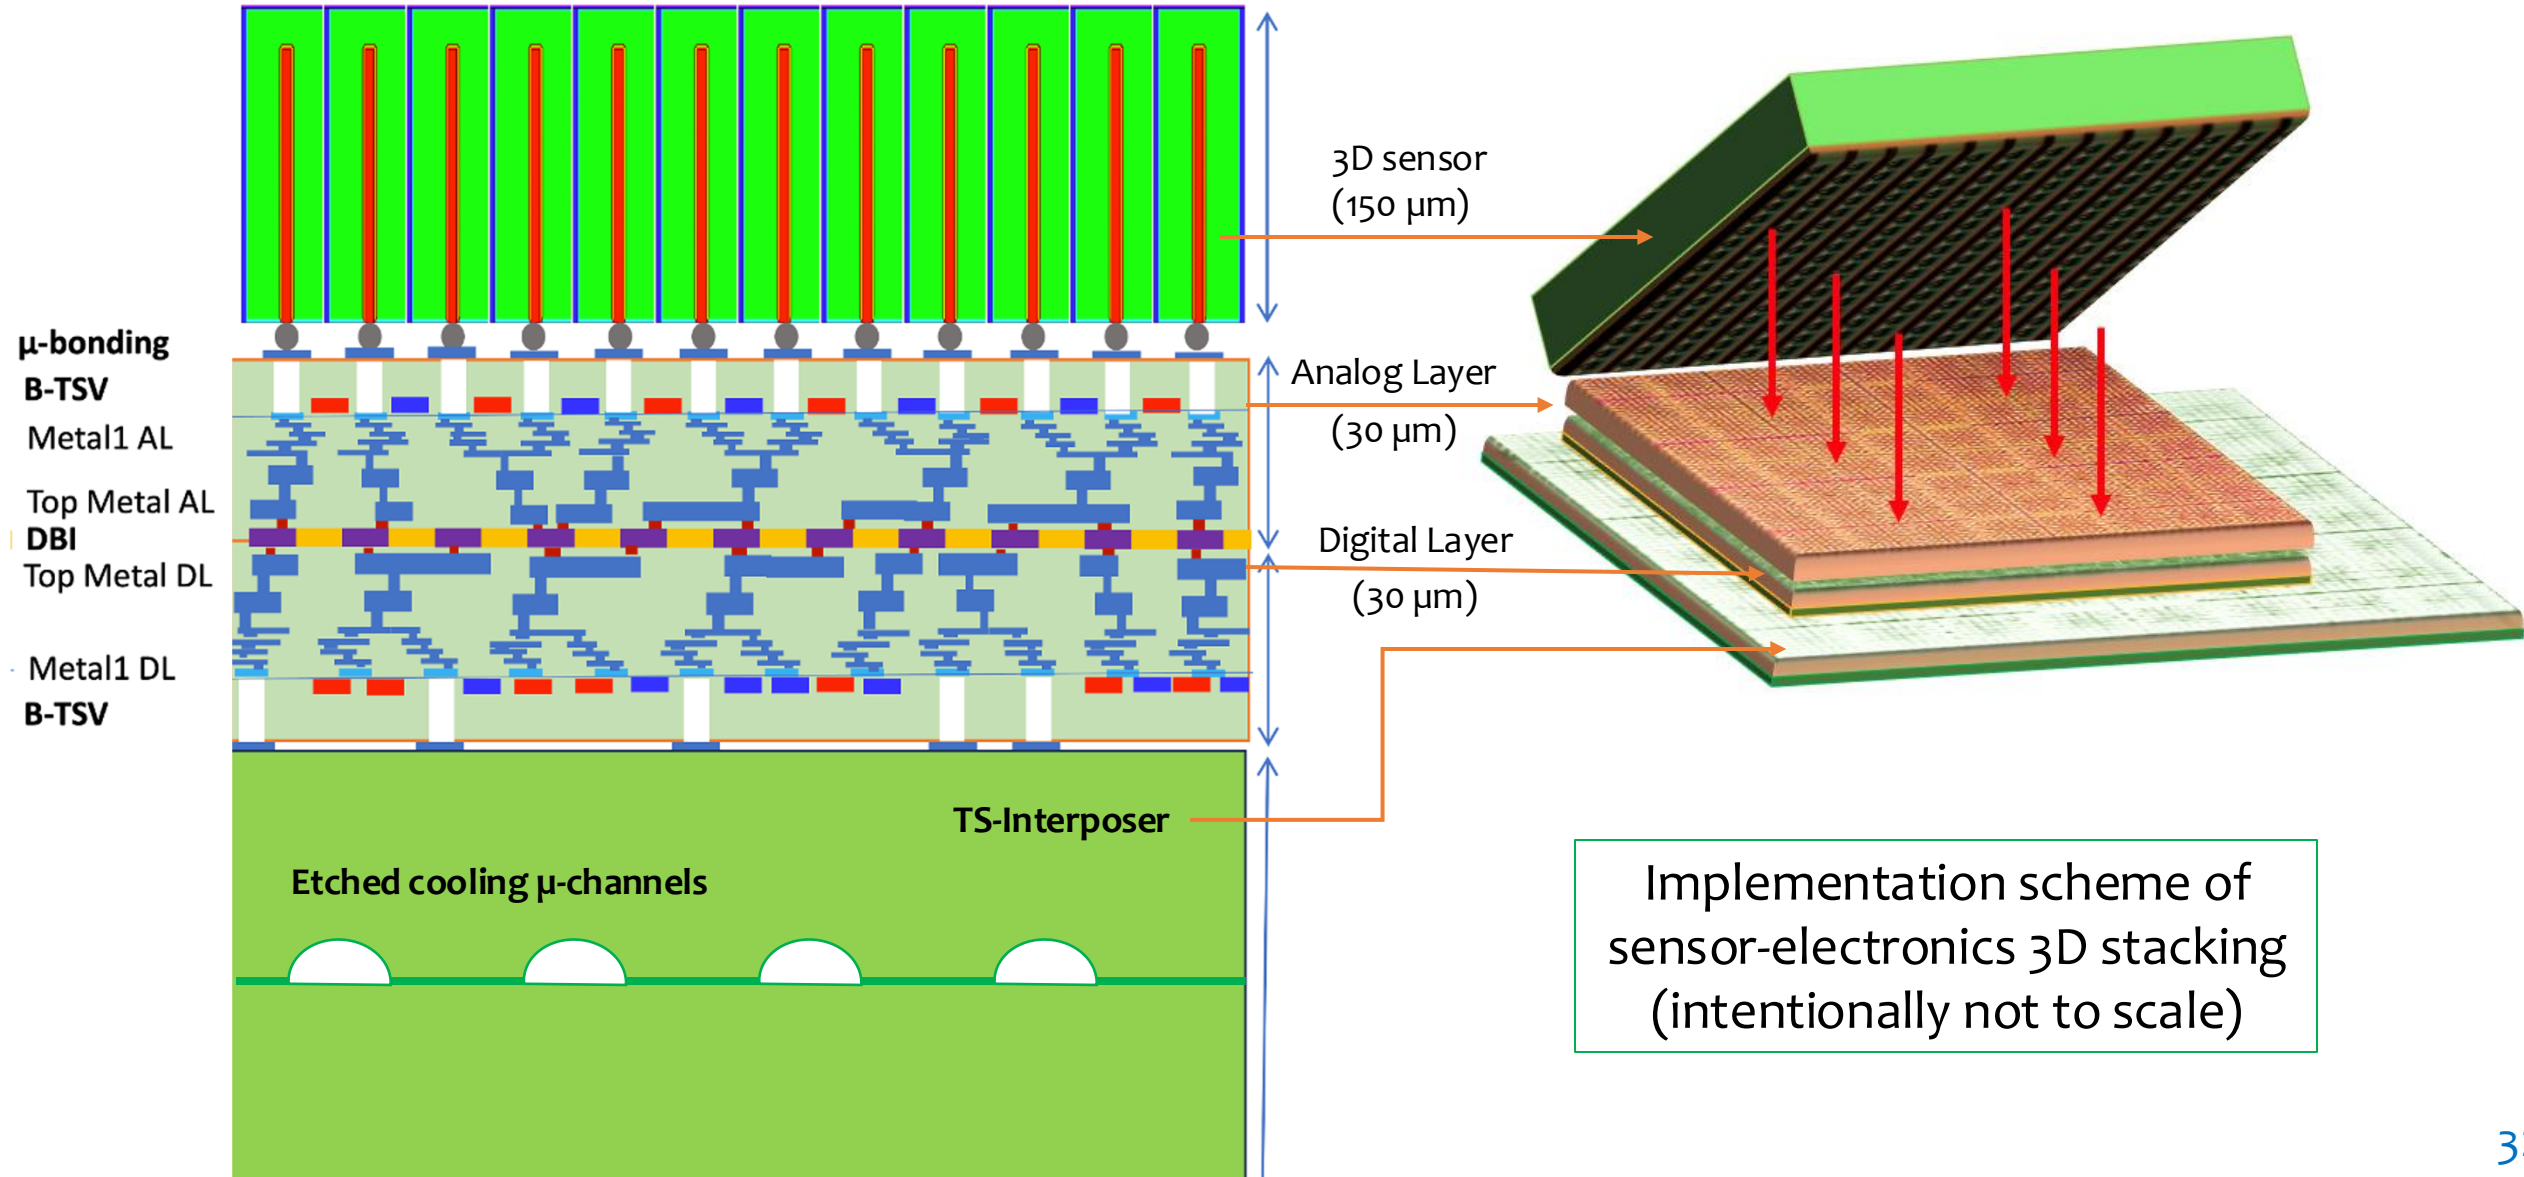 3D sensor
(150 µm)
µ-bonding
B-TSV
Metal1 AL
Top Metal AL
DBI
Top Metal DL
Metal1 DL
B-TSV
Analog Layer
(30 µm)
Digital Layer
(30 µm)
TS-Interposer
Etched cooling µ-channels
Implementation scheme of
sensor-electronics 3D stacking
(intentionally not to scale)